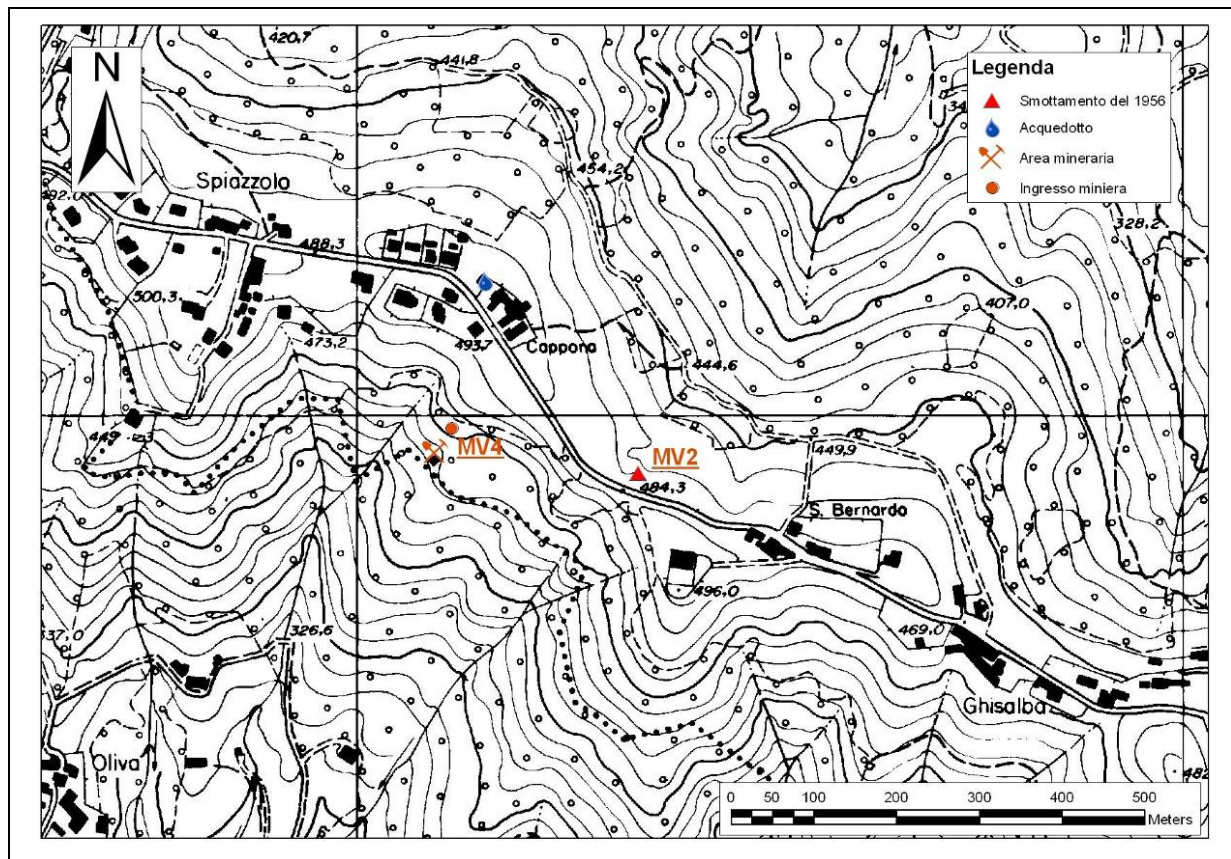 420,7
441,8
N
Legenda
Smottamento del 1956
Acquedotto
Area mineraria
Ingresso miniera
454,2
Spiazzolo
328,2
488,3
500,3
407,0
473,2
493,7
Cappona
444,6
MV4
MV2
449,9
484,3
S. Bernardo
496,0
469,0
326,6
Ghisalba
Oliva
0 50 100 200 300 400 500
Meters